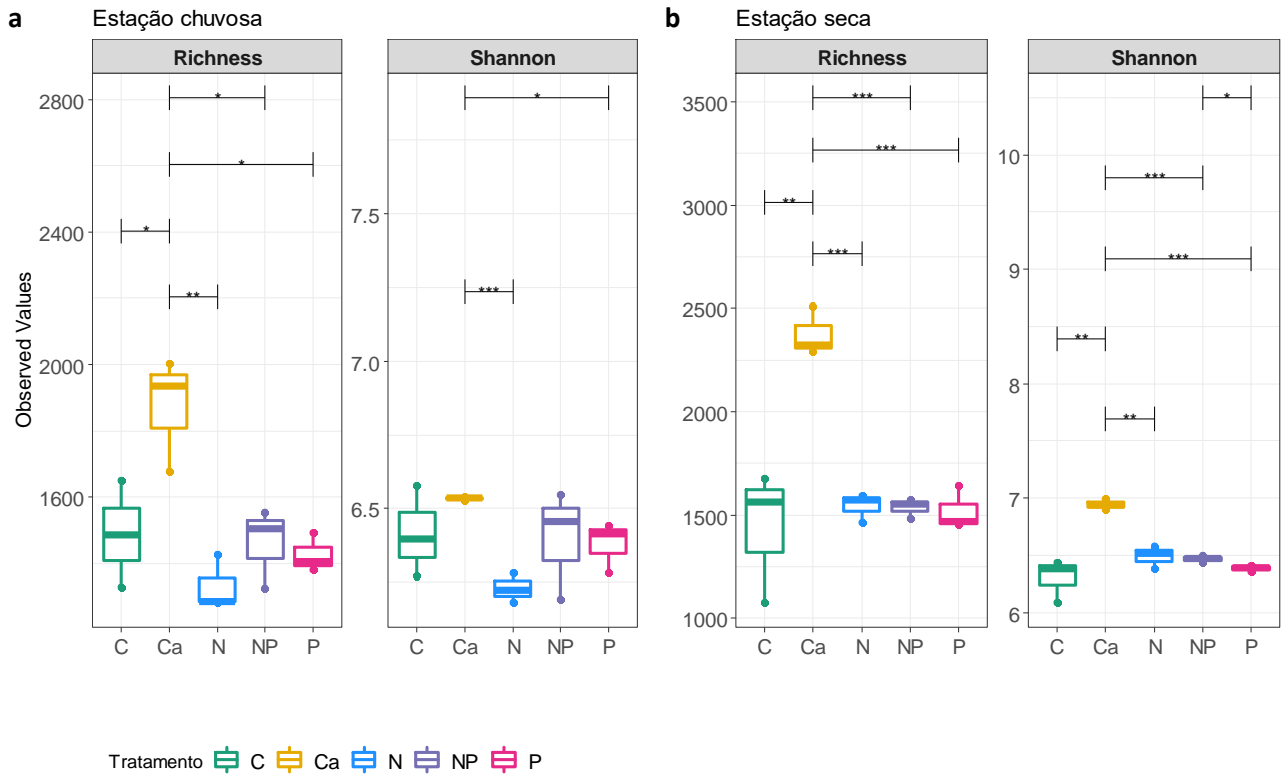 a Estação chuvosa
Richness
Shannon
Observed Values
2800
2400
2000
1600
* * * **
C Ca N NP P
7.5
7.0
6.5
* ***
C Ca N NP P
b Estação seca
Richness
Shannon
3500
3000
2500
2000
1500
1000
*** *** ** ***
C Ca N NP P
10
9
8
7
6
* *** *** ** **
C Ca N NP P
Tratamento C Ca N NP P